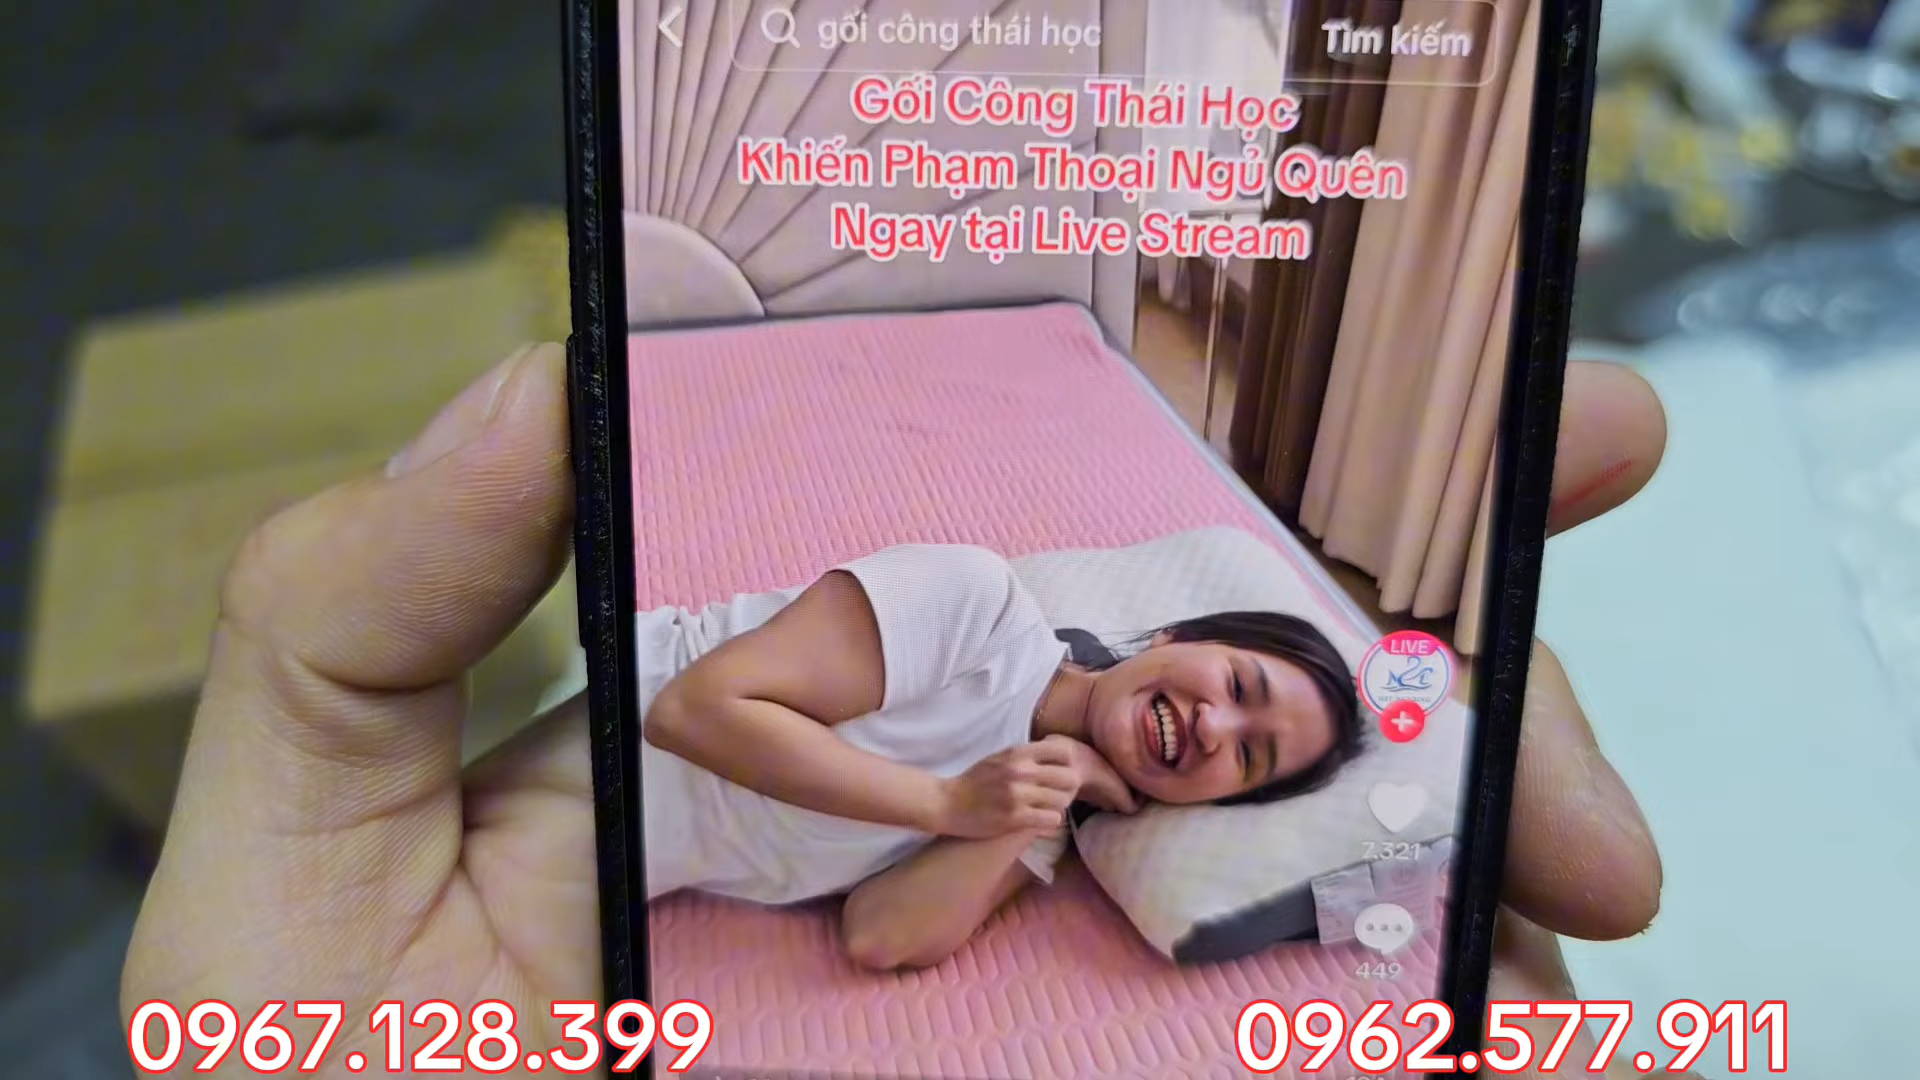 gối công thái học
Tìm kiếm
Gối Công Thái Học
Khiến Phạm Thoại Ngủ Quên
Ngay tại Live Stream
LIVE
7.321
449
0967.128.399
0962.577.911